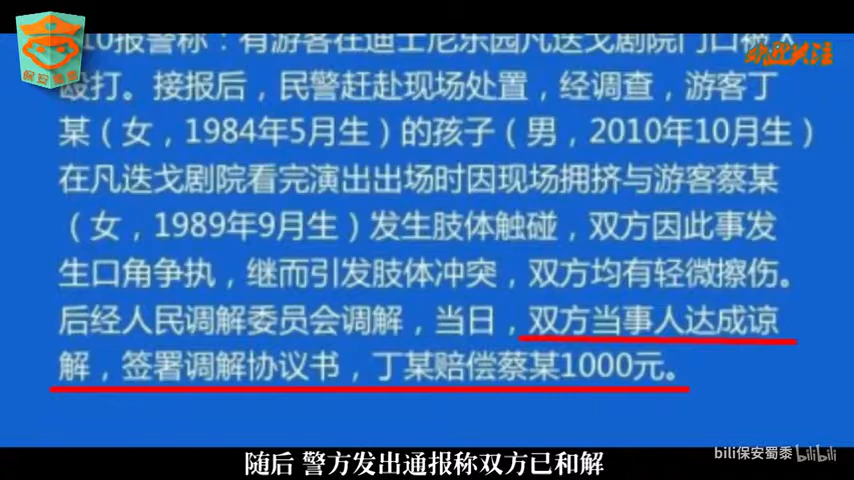 保安蜀黍
欢迎关注
10报警称：有游客在迪士尼乐园凡迭戈剧院门口被人
殴打。接报后，民警赶赴现场处置，经调查，游客丁
某（女，1984年5月生）的孩子（男，2010年10月生）
在凡迭戈剧院看完演出出场时因现场拥挤与游客蔡某
（女，1989年9月生）发生肢体触碰，双方因此事发
生口角争执，继而引发肢体冲突，双方均有轻微擦伤。
后经人民调解委员会调解，当日，双方当事人达成谅
解，签署调解协议书，丁某赔偿蔡某1000元。
bili保安蜀黍 bilibili
随后 警方发出通报称双方已和解